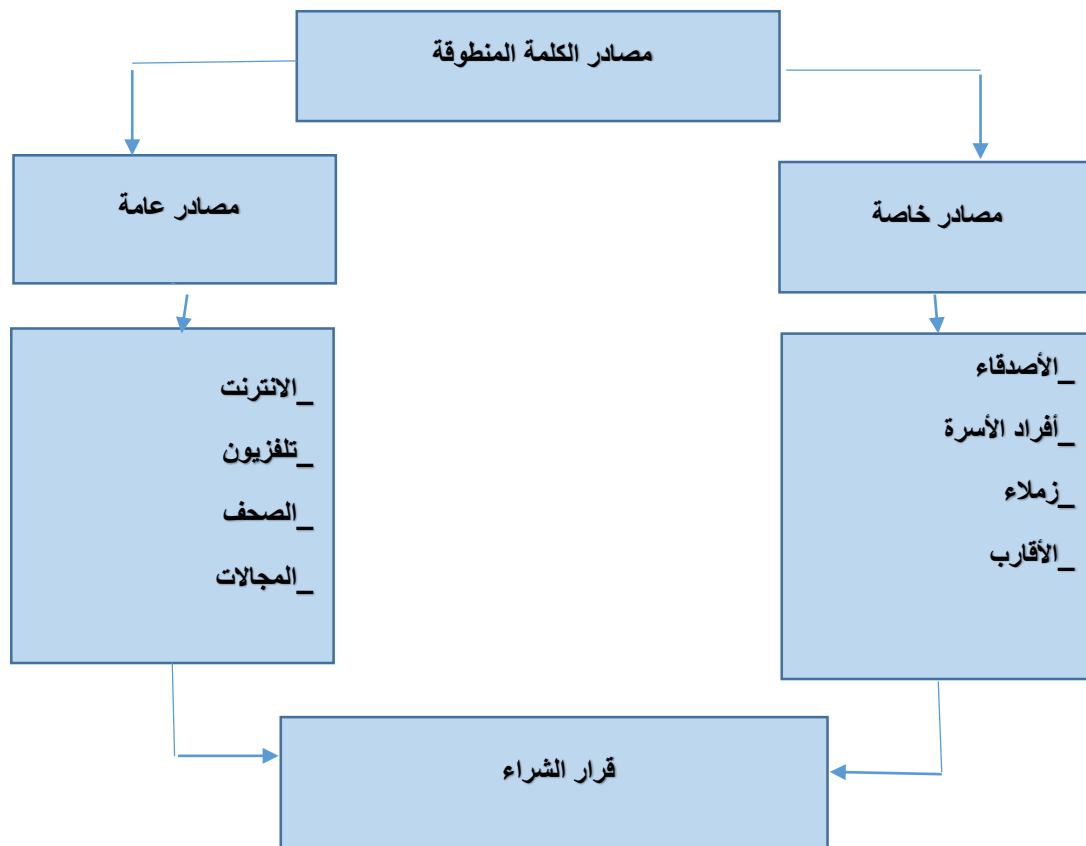 مصادر الكلمة المنطوقة
مصادر خاصة
مصادر عامة
_الأصدقاء
_أفراد الأسرة
_زملاء
_الأقارب
_الانترنت
_تلفزيون
_الصحف
_المجالات
قرار الشراء